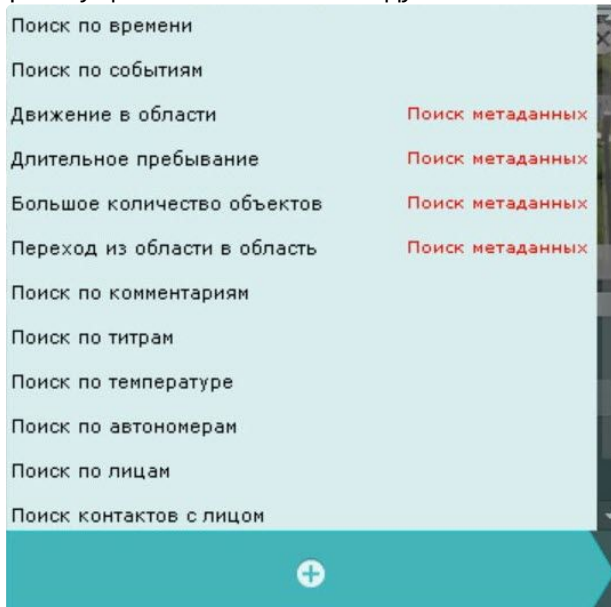 Поиск по времени
Поиск по событиям
Движение в области Поиск метаданных
Длительное пребывание Поиск метаданных
Большое количество объектов Поиск метаданных
Переход из области в область Поиск метаданных
Поиск по комментариям
Поиск по титрам
Поиск по температуре
Поиск по автономерам
Поиск по лицам
Поиск контактов с лицом